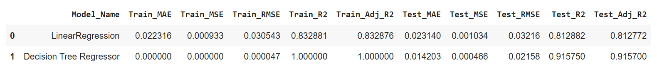 Model_Name Train_MAE Train_MSE Train_RMSE Train_R2 Train_Adj_R2 Test_MAE Test_MSE Test_RMSE Test_R2 Test_Adj_R2
0 LinearRegression 0.022316 0.000933 0.030543 0.832881 0.832876 0.023140 0.001034 0.03216 0.812882 0.812772
1 Decision Tree Regressor 0.000000 0.000000 0.000047 1.000000 1.000000 0.014203 0.000466 0.02158 0.915750 0.915700